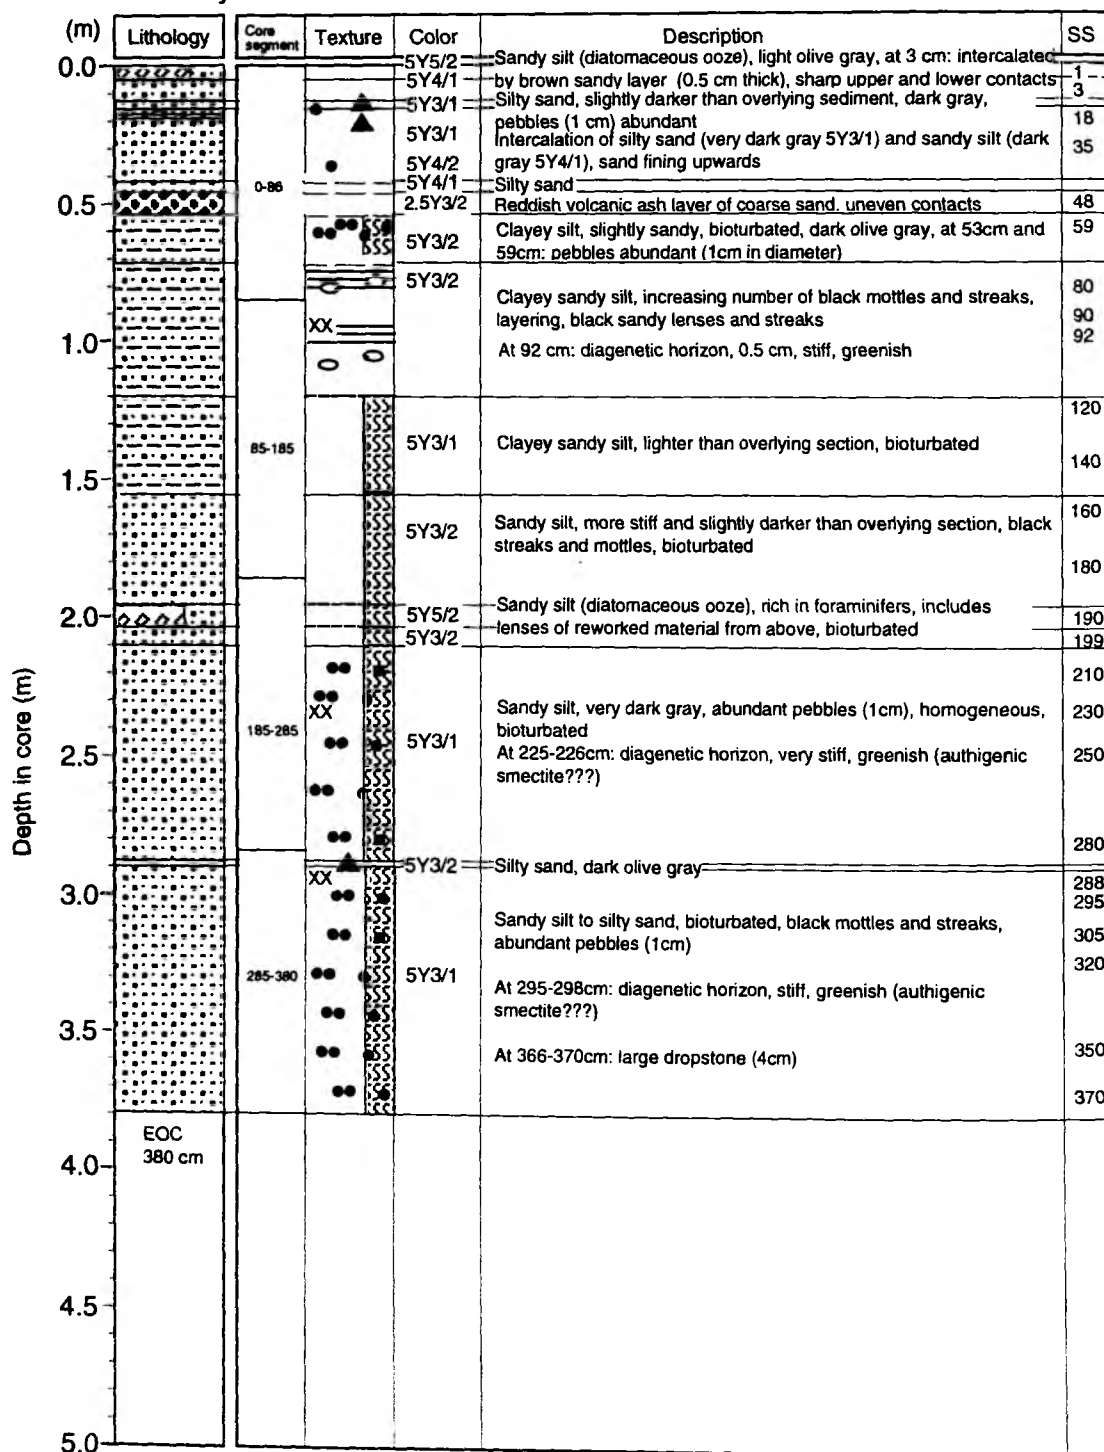 (m) Lithology Core segment Texture Color Description SS
0.0 5Y5/2 Sandy silt (diatomaceous ooze), light olive gray, at 3 cm: intercalated
5Y4/1 by brown sandy layer (0.5 cm thick), sharp upper and lower contacts 1
3
5Y3/1 Silty sand, slightly darker than overlying sediment, dark gray,
pebbles (1 cm) abundant 18
5Y3/1 Intercalation of silty sand (very dark gray 5Y3/1) and sandy silt (dark 35
5Y4/2 gray 5Y4/1), sand fining upwards
0-86 5Y4/1 Silty sand
0.5 2.5Y3/2 Reddish volcanic ash layer of coarse sand. uneven contacts 48
5Y3/2 Clayey silt, slightly sandy, bioturbated, dark olive gray, at 53cm and 59
59cm: pebbles abundant (1cm in diameter)
5Y3/2 80
Clayey sandy silt, increasing number of black mottles and streaks,
XX layering, black sandy lenses and streaks 90
92
1.0 At 92 cm: diagenetic horizon, 0.5 cm, stiff, greenish
120
85-185 5Y3/1 Clayey sandy silt, lighter than overlying section, bioturbated
140
1.5
160
5Y3/2 Sandy silt, more stiff and slightly darker than overlying section, black
streaks and mottles, bioturbated
180
2.0 5Y5/2 Sandy silt (diatomaceous ooze), rich in foraminifers, includes 190
5Y3/2 lenses of reworked material from above, bioturbated 199
210
XX Sandy silt, very dark gray, abundant pebbles (1cm), homogeneous, 230
185-285 5Y3/1 bioturbated
2.5 At 225-226cm: diagenetic horizon, very stiff, greenish (authigenic 250
smectite???)
Depth in core (m)
280
5Y3/2 Silty sand, dark olive gray
XX 288
3.0 295
Sandy silt to silty sand, bioturbated, black mottles and streaks, 305
abundant pebbles (1cm)
320
285-380 5Y3/1 At 295-298cm: diagenetic horizon, stiff, greenish (authigenic
smectite???)
3.5
At 366-370cm: large dropstone (4cm) 350
370
EOC
380 cm
4.0
4.5
5.0